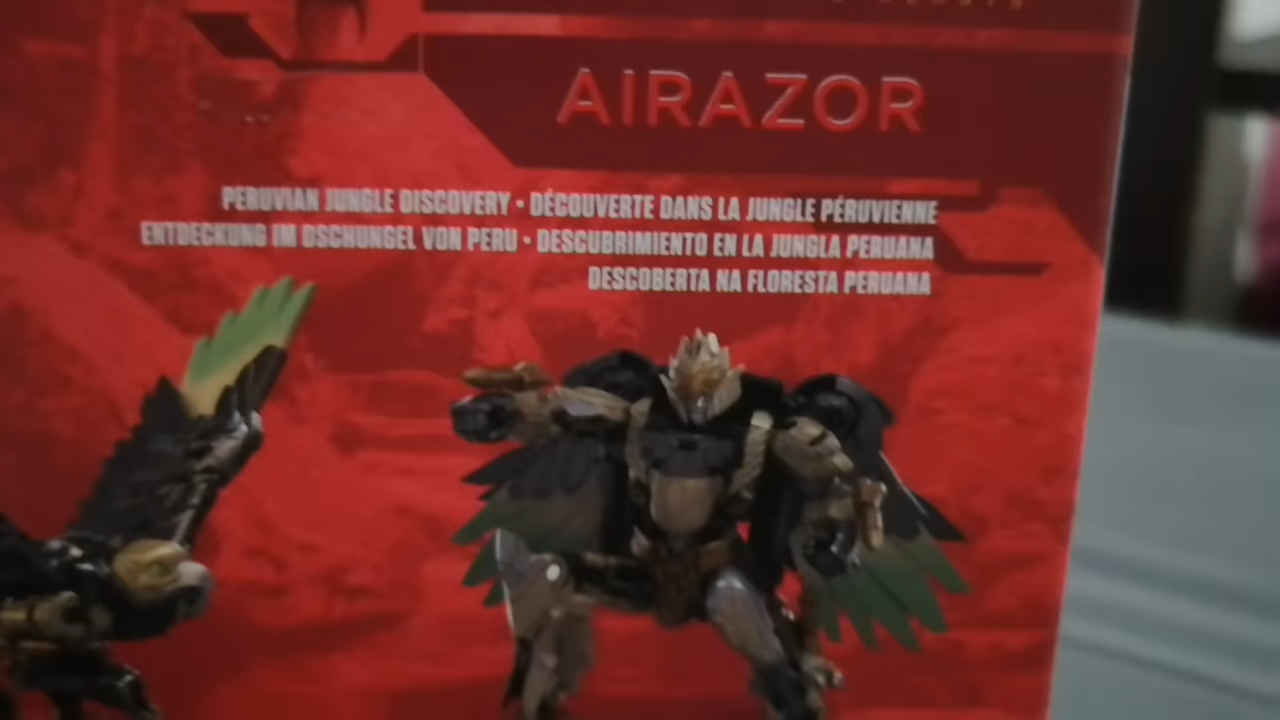 AIRAZOR
PERUVIAN JUNGLE DISCOVERY • DÉCOUVERTE DANS LA JUNGLE PÉRUVIENNE
ENTDECKUNG IM DSCHUNGEL VON PERU • DESCUBRIMIENTO EN LA JUNGLA PERUANA
DESCOBERTA NA FLORESTA PERUANA